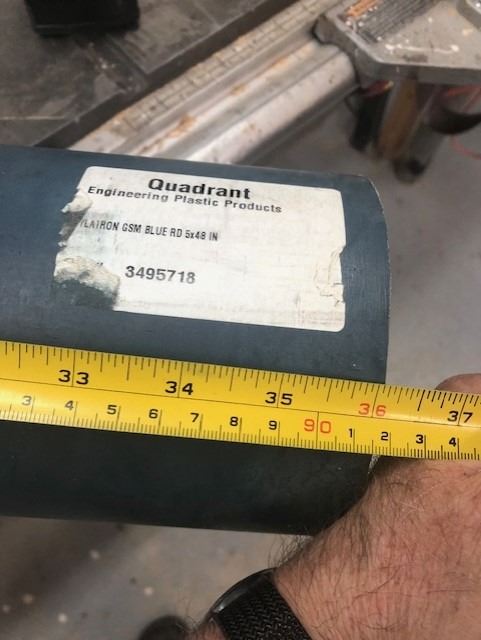 Quadrant
Engineering Plastic Products
YLATRON GSM BLUE RD 5x48 IN
3495718
33 34 35 36 37
3 4 5 6 7 8 9 90 1 2 3 4